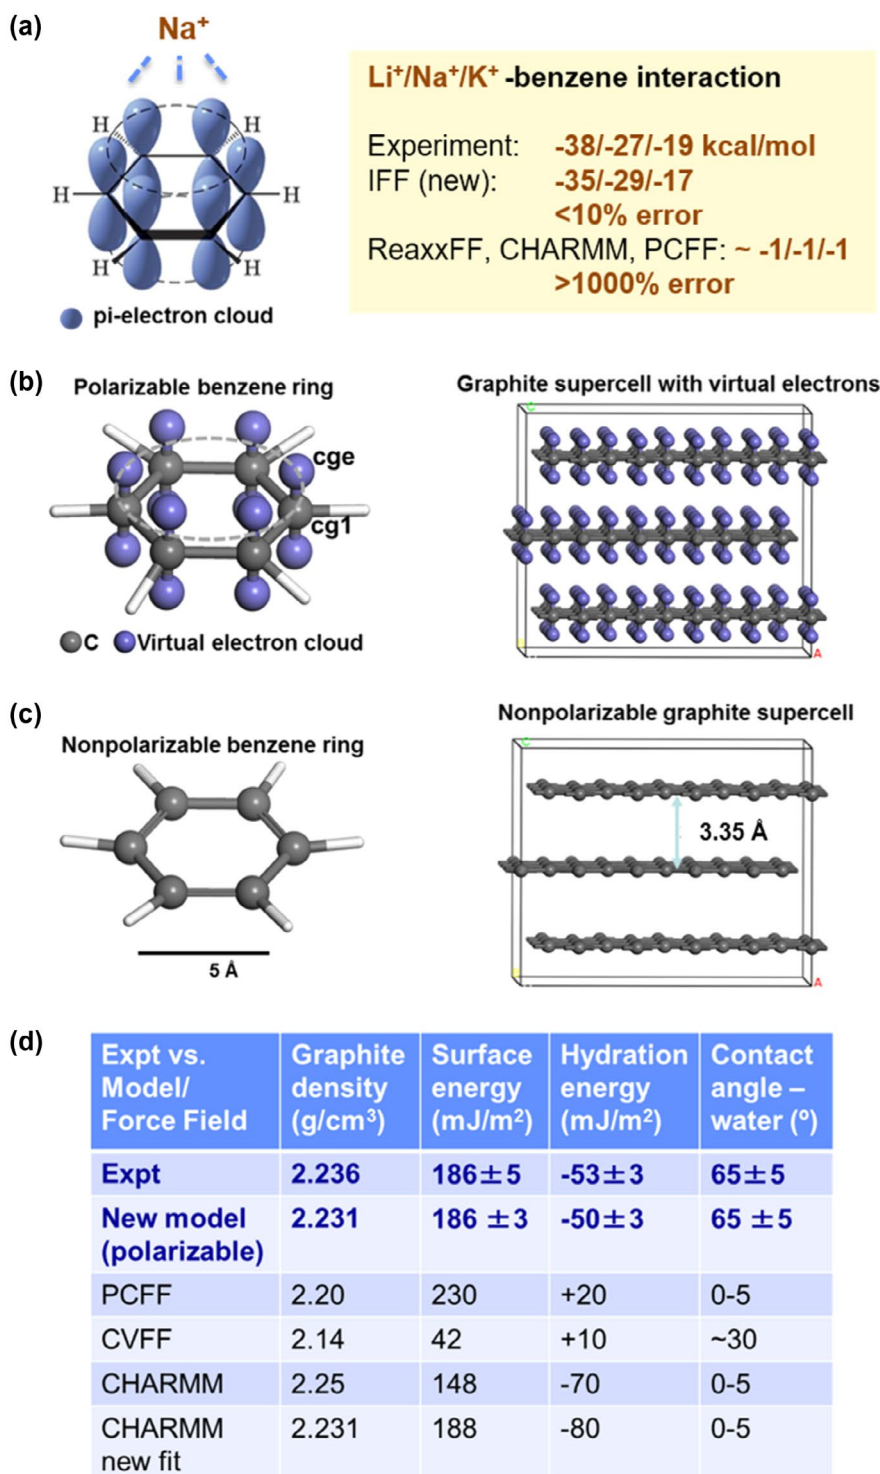 (a)
Na⁺
H H
H H
H H
pi-electron cloud
Li⁺/Na⁺/K⁺ -benzene interaction
Experiment: -38/-27/-19 kcal/mol
IFF (new): -35/-29/-17
<10% error
ReaxxFF, CHARMM, PCFF: ~ -1/-1/-1
>1000% error
(b)
Polarizable benzene ring
cge
cg1
C Virtual electron cloud
Graphite supercell with virtual electrons
C
A
(c)
Nonpolarizable benzene ring
5 Å
Nonpolarizable graphite supercell
C
3.35 Å
A
(d)
Expt vs. Graphite Surface Hydration Contact
Model/ density energy energy angle –
Force Field (g/cm³) (mJ/m²) (mJ/m²) water (º)
Expt 2.236 186±5 -53±3 65±5
New model 2.231 186 ±3 -50±3 65 ±5
(polarizable)
PCFF 2.20 230 +20 0-5
CVFF 2.14 42 +10 ~30
CHARMM 2.25 148 -70 0-5
CHARMM 2.231 188 -80 0-5
new fit